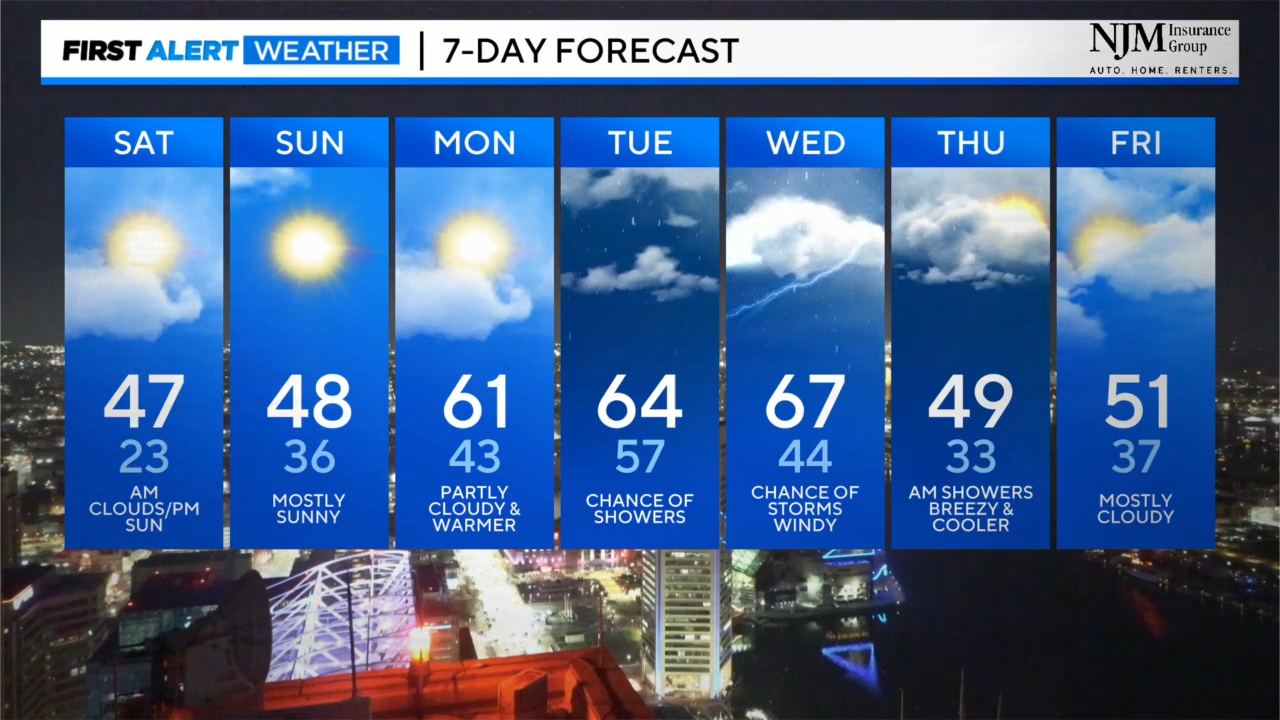 FIRST ALERT WEATHER | 7-DAY FORECAST
NJM Insurance Group
AUTO. HOME. RENTERS.
SAT
47
23
AM
CLOUDS/PM
SUN
SUN
48
36
MOSTLY
SUNNY
MON
61
43
PARTLY
CLOUDY &
WARMER
TUE
64
57
CHANCE OF
SHOWERS
WED
67
44
CHANCE OF
STORMS
WINDY
THU
49
33
AM SHOWERS
BREEZY &
COOLER
FRI
51
37
MOSTLY
CLOUDY